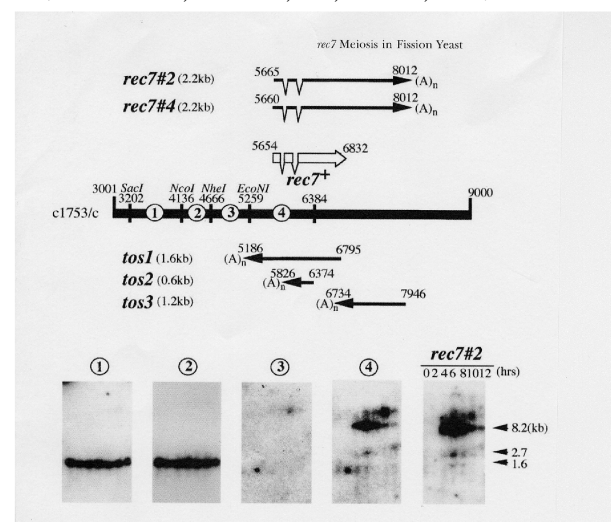 rec7 Meiosis in Fission Yeast
5665 8012
rec7#2 (2.2kb) (A)n
5660 8012
rec7#4 (2.2kb) (A)n
5654 6832
rec7+
3001 SacI NcoI NheI EcoNI 9000
3202 4136 4666 5259 6384
c1753/c 1 2 3 4
5186 6795
tos1 (1.6kb) (A)n
5826 6374
tos2 (0.6kb) (A)n
6734 7946
tos3 (1.2kb) (A)n
rec7#2
1 2 3 4 0 2 4 6 8 10 12 (hrs)
8.2(kb)
2.7
1.6